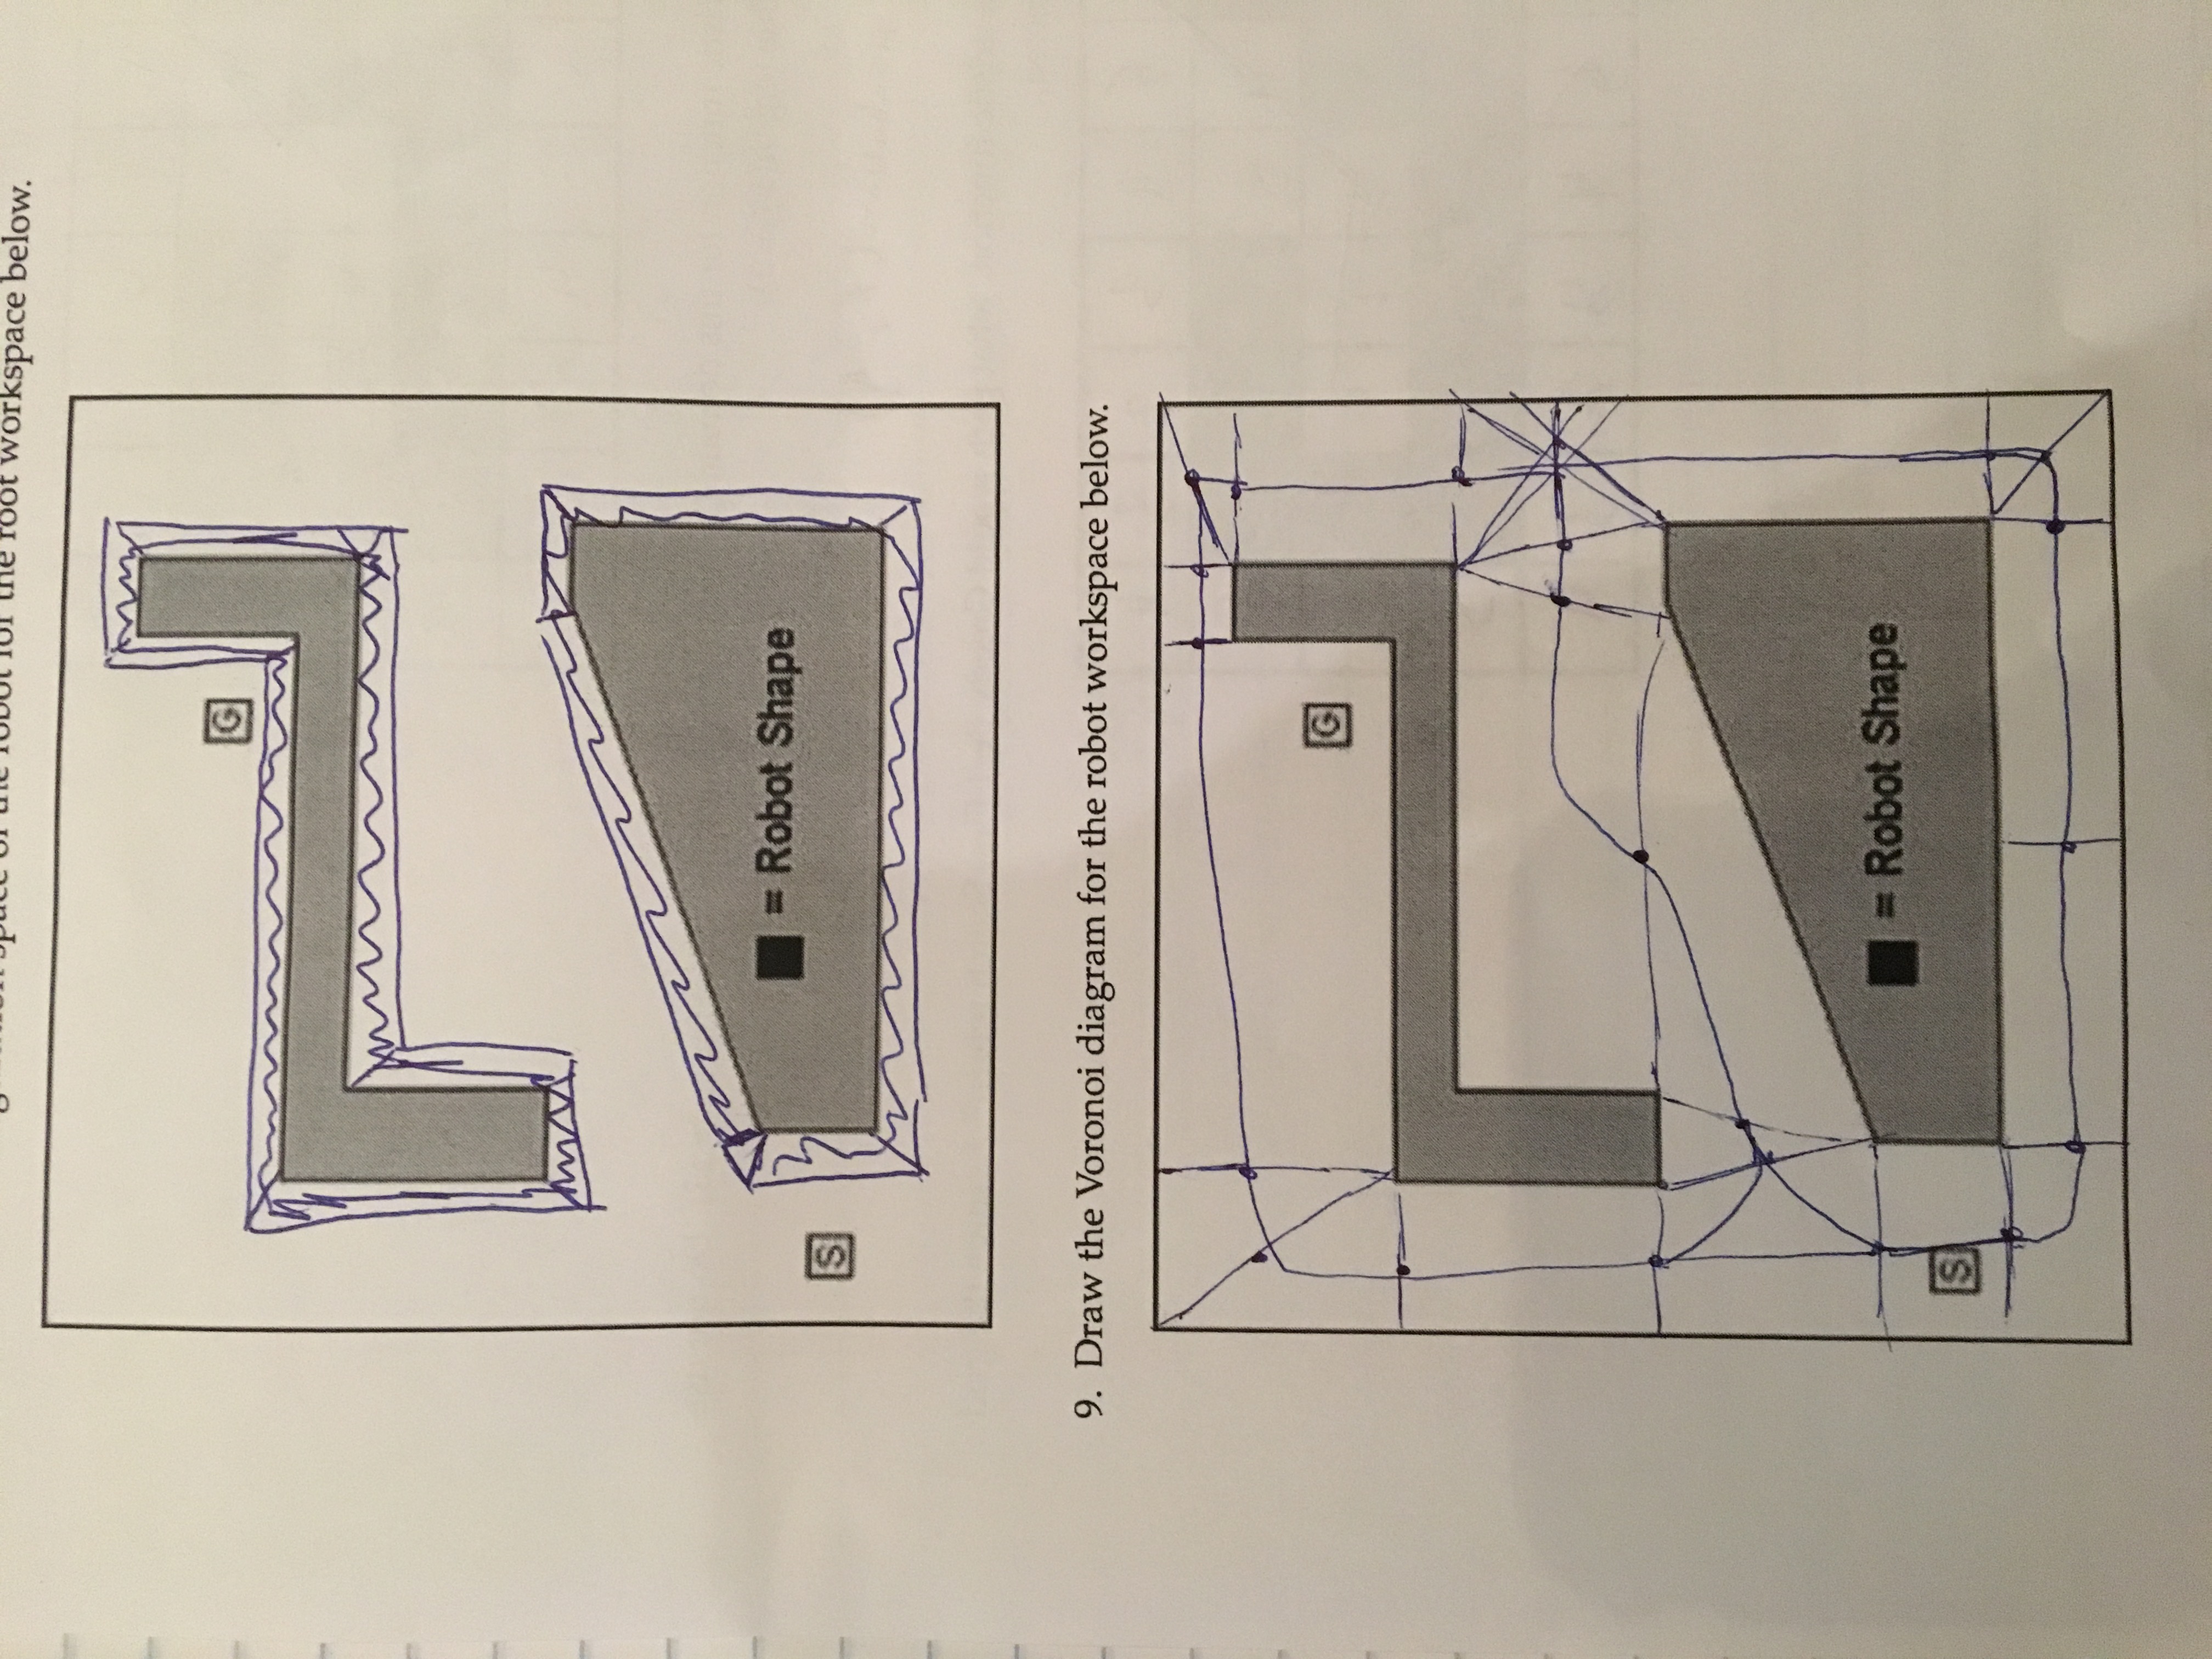 space of the robot for the root workspace below.
G
= Robot Shape
S
9. Draw the Voronoi diagram for the robot workspace below.
G
= Robot Shape
S